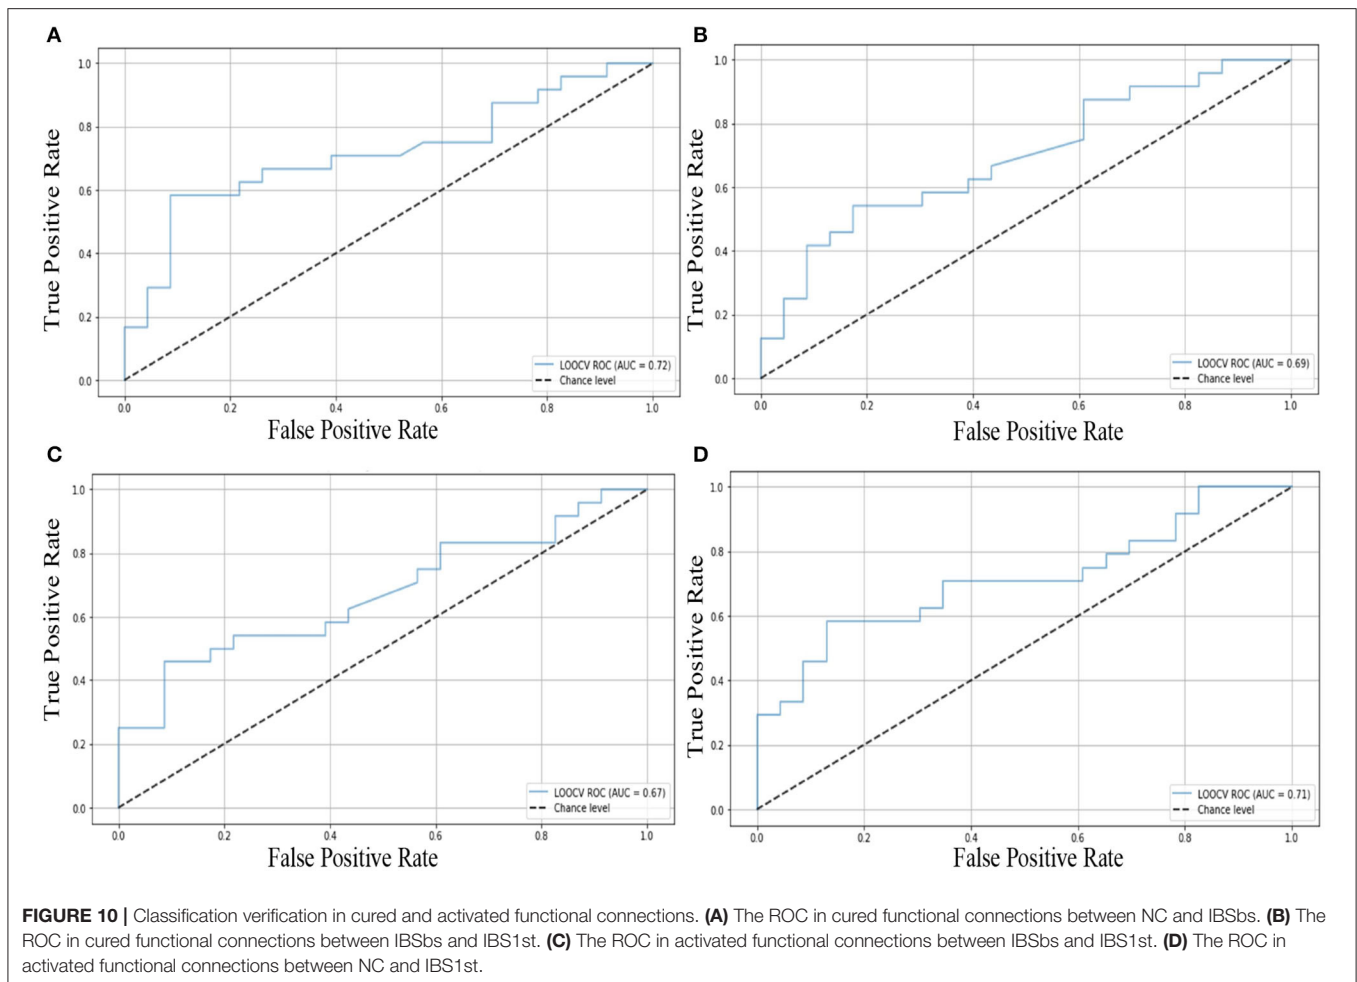 A
1.0
0.8
0.6
0.4
0.2
0.0
True Positive Rate
LOOCV ROC (AUC = 0.72)
Chance level
0.0 0.2 0.4 0.6 0.8 1.0
False Positive Rate
B
1.0
0.8
0.6
0.4
0.2
0.0
True Positive Rate
LOOCV ROC (AUC = 0.69)
Chance level
0.0 0.2 0.4 0.6 0.8 1.0
False Positive Rate
C
1.0
0.8
0.6
0.4
0.2
0.0
True Positive Rate
LOOCV ROC (AUC = 0.67)
Chance level
0.0 0.2 0.4 0.6 0.8 1.0
False Positive Rate
D
1.0
0.8
0.6
0.4
0.2
0.0
True Positive Rate
LOOCV ROC (AUC = 0.71)
Chance level
0.0 0.2 0.4 0.6 0.8 1.0
False Positive Rate
FIGURE 10 | Classification verification in cured and activated functional connections. (A) The ROC in cured functional connections between NC and IBSbs. (B) The
ROC in cured functional connections between IBSbs and IBS1st. (C) The ROC in activated functional connections between IBSbs and IBS1st. (D) The ROC in
activated functional connections between NC and IBS1st.